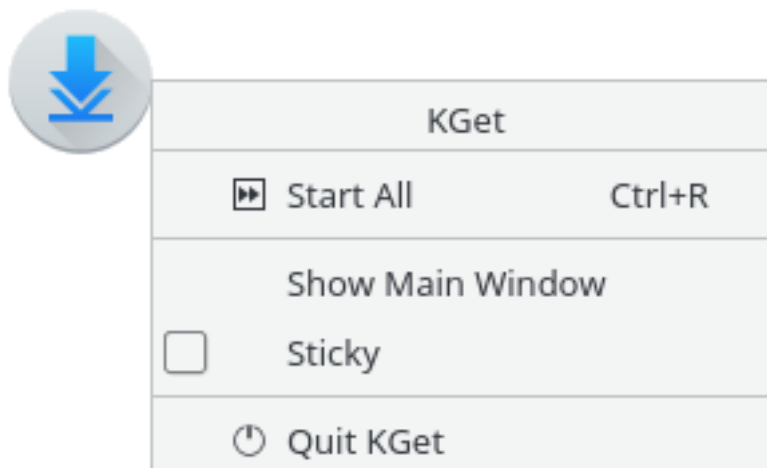 KGet
Start All Ctrl+R
Show Main Window
Sticky
Quit KGet